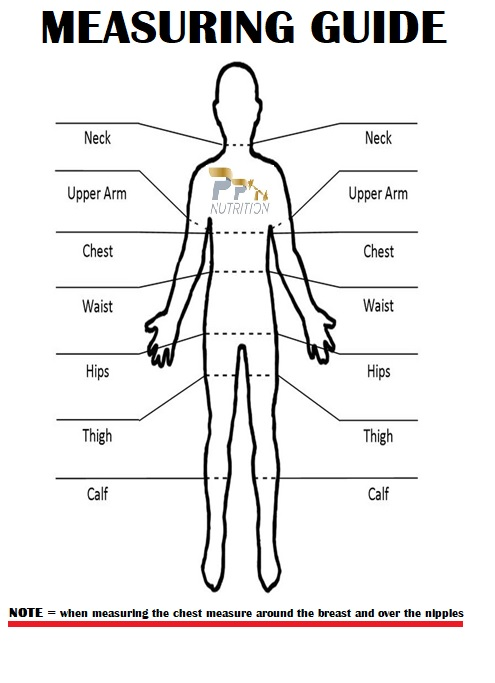 MEASURING GUIDE
Neck Neck
Upper Arm Upper Arm
PPM
NUTRITION
Chest Chest
Waist Waist
Hips Hips
Thigh Thigh
Calf Calf
NOTE = when measuring the chest measure around the breast and over the nipples